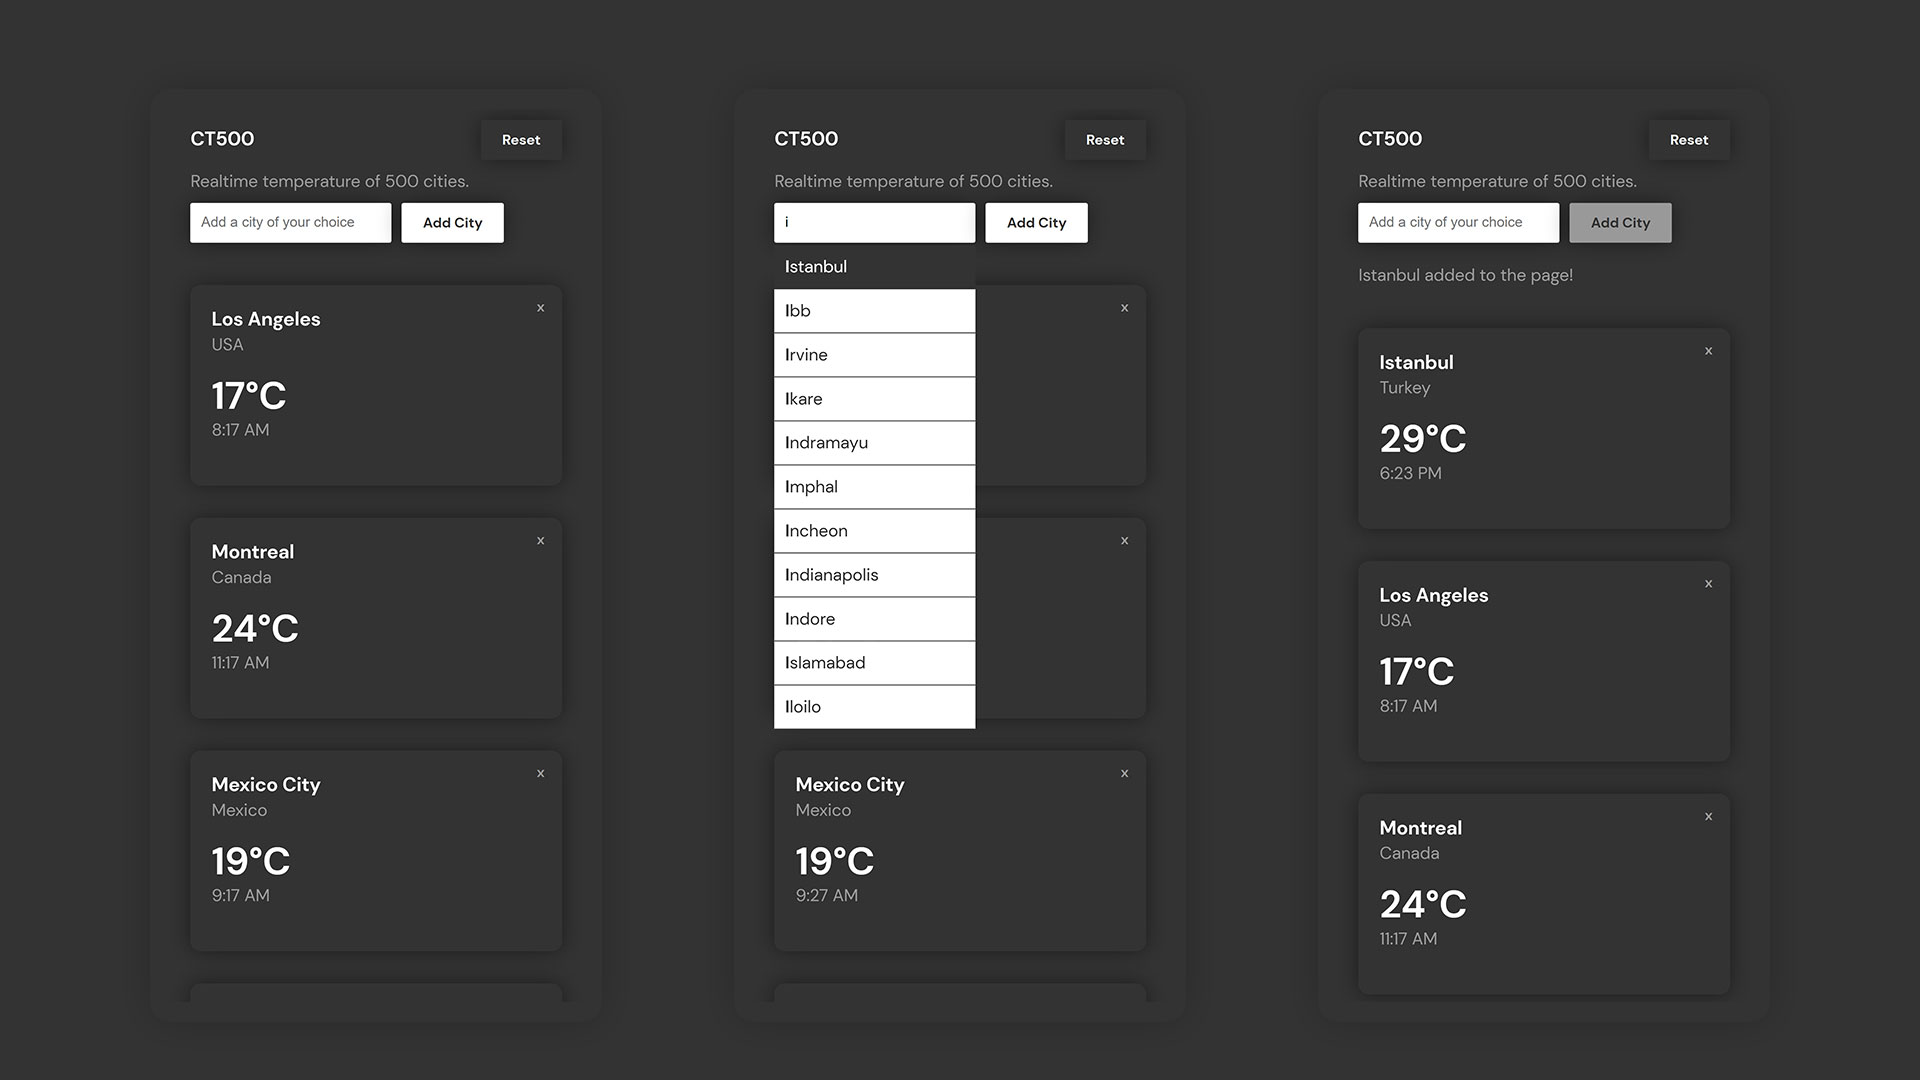 CT500
Reset
Realtime temperature of 500 cities.
Add a city of your choice
Add City
Los Angeles
x
USA
17°C
8:17 AM
Montreal
x
Canada
24°C
11:17 AM
Mexico City
x
Mexico
19°C
9:17 AM
CT500
Reset
Realtime temperature of 500 cities.
i
Add City
Istanbul
Ibb
x
Irvine
Ikare
Indramayu
Imphal
Incheon
x
Indianapolis
Indore
Islamabad
Iloilo
Mexico City
x
Mexico
19°C
9:27 AM
CT500
Reset
Realtime temperature of 500 cities.
Add a city of your choice
Add City
Istanbul added to the page!
Istanbul
x
Turkey
29°C
6:23 PM
Los Angeles
x
USA
17°C
8:17 AM
Montreal
x
Canada
24°C
11:17 AM